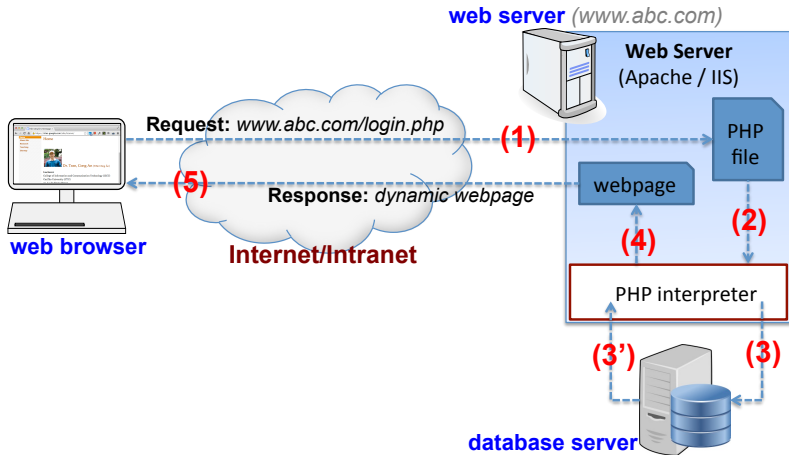 web server (www.abc.com)
Web Server
(Apache / IIS)
Request: www.abc.com/login.php
(1)
PHP
file
(5)
Response: dynamic webpage
webpage
(2)
(4)
web browser
Internet/Intranet
PHP interpreter
(3')
(3)
database server